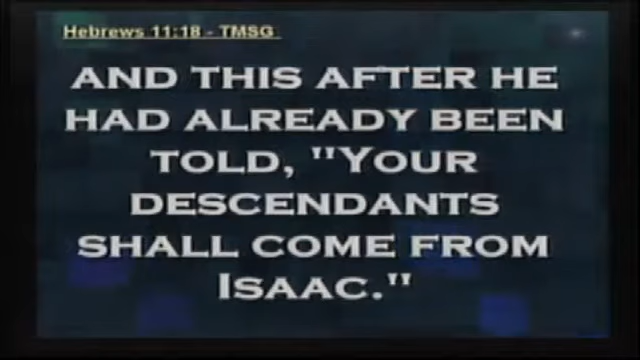 Hebrews 11:18 - TMSG
AND THIS AFTER HE
HAD ALREADY BEEN
TOLD, "YOUR
DESCENDANTS
SHALL COME FROM
ISAAC."